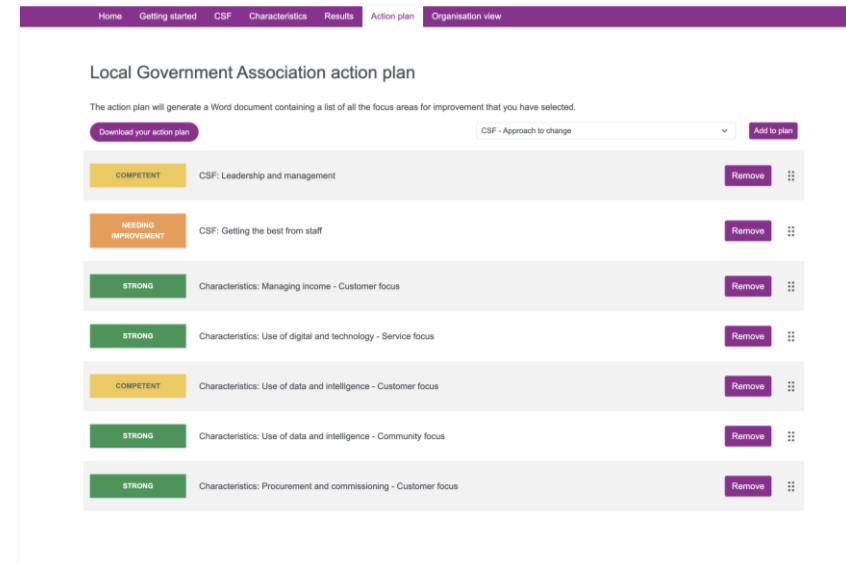 Home Getting started CSF Characteristics Results Action plan Organisation view
Local Government Association action plan
The action plan will generate a Word document containing a list of all the focus areas for improvement that you have selected.
Download your action plan CSF - Approach to change Add to plan
COMPETENT CSF: Leadership and management Remove
NEEDING
IMPROVEMENT CSF: Getting the best from staff Remove
STRONG Characteristics: Managing income - Customer focus Remove
STRONG Characteristics: Use of digital and technology - Service focus Remove
COMPETENT Characteristics: Use of data and intelligence - Customer focus Remove
STRONG Characteristics: Use of data and intelligence - Community focus Remove
STRONG Characteristics: Procurement and commissioning - Customer focus Remove